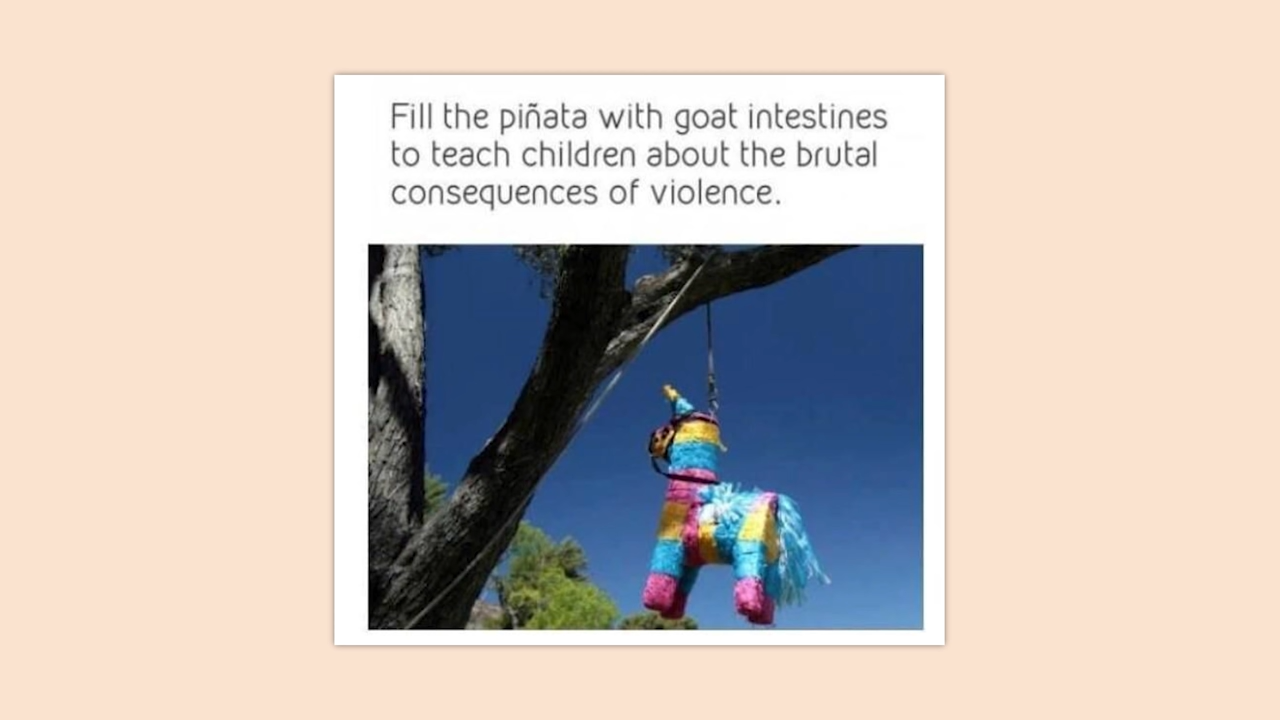 Fill the piñata with goat intestines
to teach children about the brutal
consequences of violence.